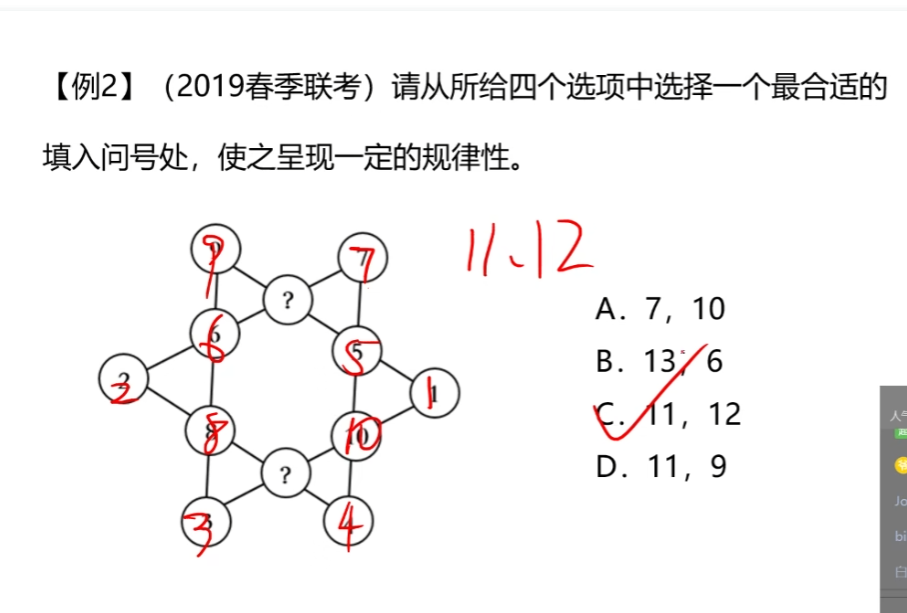 【例2】（2019春季联考）请从所给四个选项中选择一个最合适的
填入问号处，使之呈现一定的规律性。
9 7 11、12
?
6 5
A. 7，10
2 1
B. 13，6
8 10
C. 11，12
?
D. 11，9
3 4
人气
Jo
bi
白